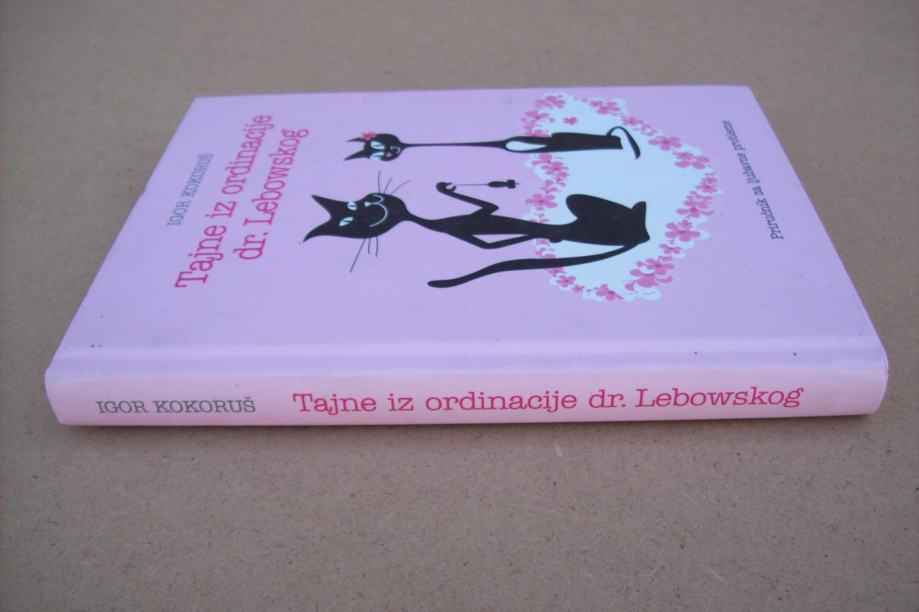 IGOR KOKORUŠ
Tajne iz ordinacije
dr. Lebowskog
Priručnik za ljubavne probleme
IGOR KOKORUŠ Tajne iz ordinacije dr. Lebowskog